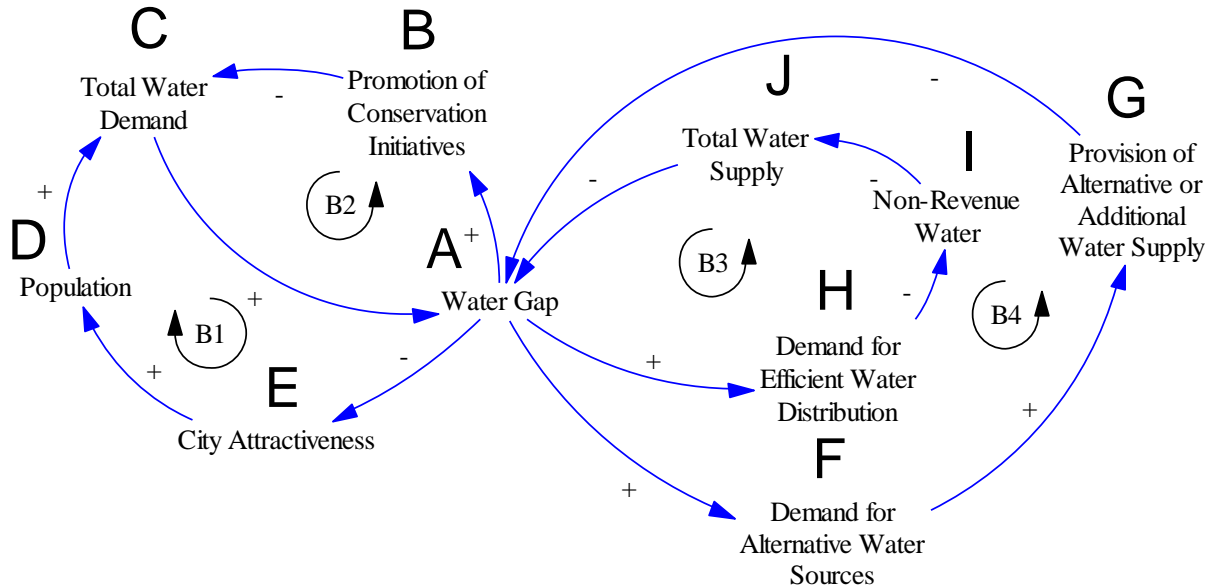 C
Total Water
Demand
B
Promotion of
Conservation
Initiatives
-
J
Total Water
Supply
-
G
Provision of
Alternative or
Additional
Water Supply
I
Non-Revenue
Water
-
-
B2
+
D
Population
A
+
Water Gap
B3
H
Demand for
Efficient Water
Distribution
-
B4
+
B1
-
+
+
E
City Attractiveness
F
Demand for
Alternative Water
Sources
+
+